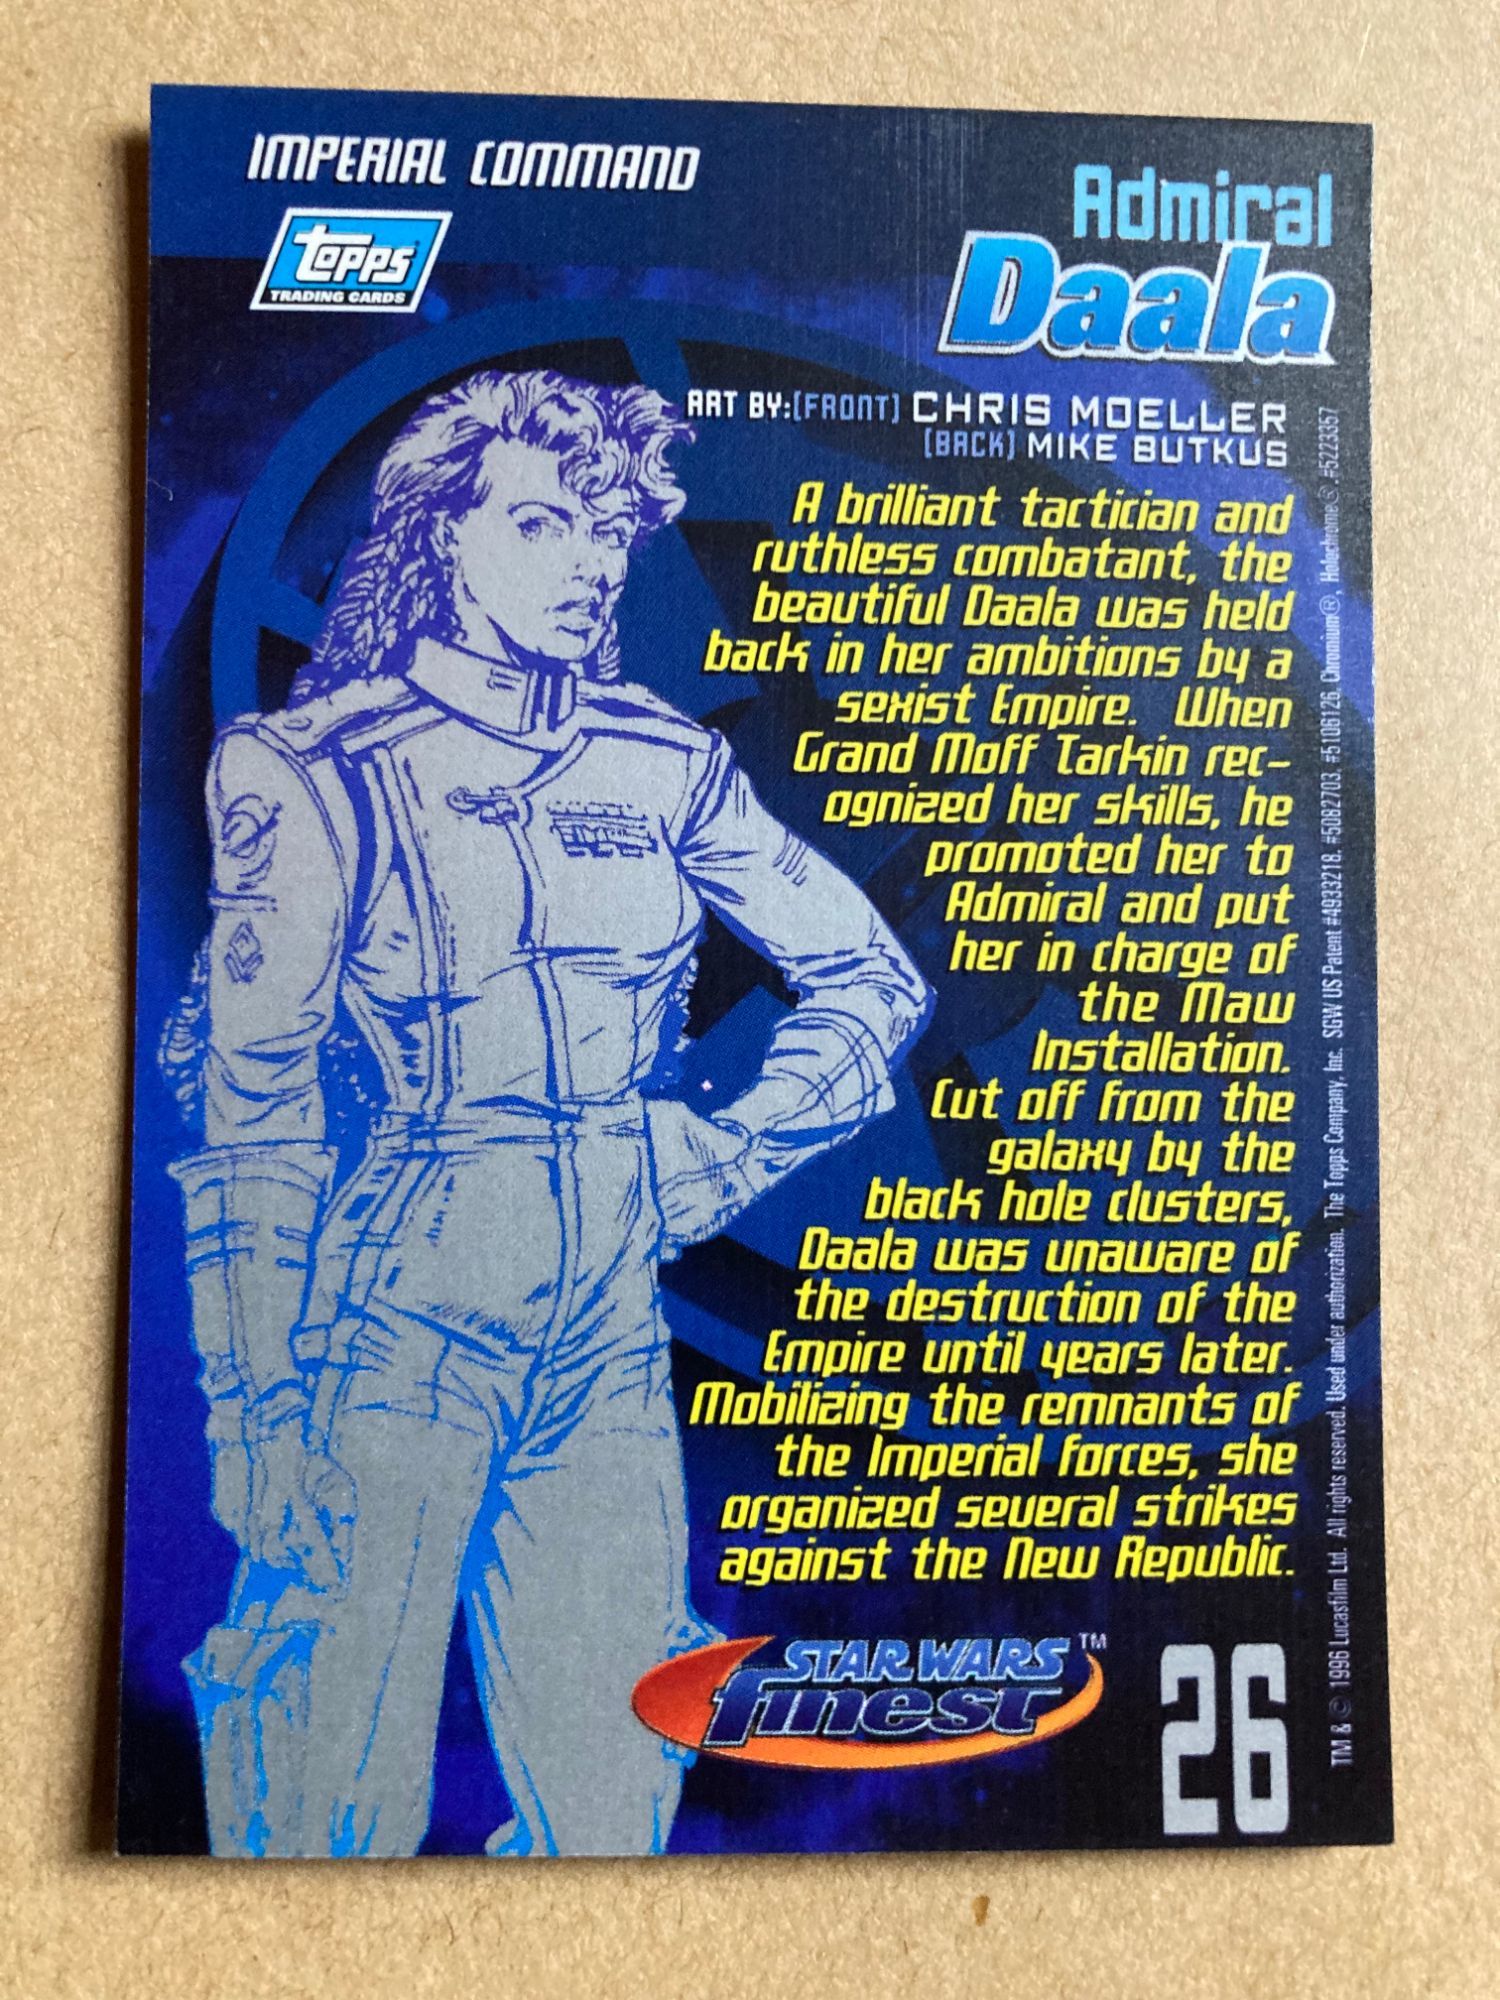 IMPERIAL COMMAND
topps
TRADING CARDS
Admiral
Daala
ART BY:(FRONT) CHRIS MOELLER
(BACK) MIKE BUTKUS
A brilliant tactician and
ruthless combatant, the
beautiful Daala was held
back in her ambitions by a
sexist Empire. When
Grand Moff Tarkin rec-
ognized her skills, he
promoted her to
Admiral and put
her in charge of
the Maw
Installation.
Cut off from the
galaxy by the
black hole clusters,
Daala was unaware of
the destruction of the
Empire until years later.
Mobilizing the remnants of
the Imperial forces, she
organized several strikes
against the New Republic.
STAR WARS™
finest
26
TM & © 1996 Lucasfilm Ltd. All rights reserved. Used under authorization. The Topps Company, Inc. SGW US Patent #4933218. #5082703. #5106126. Chromium®, Holochrome®. #5223357